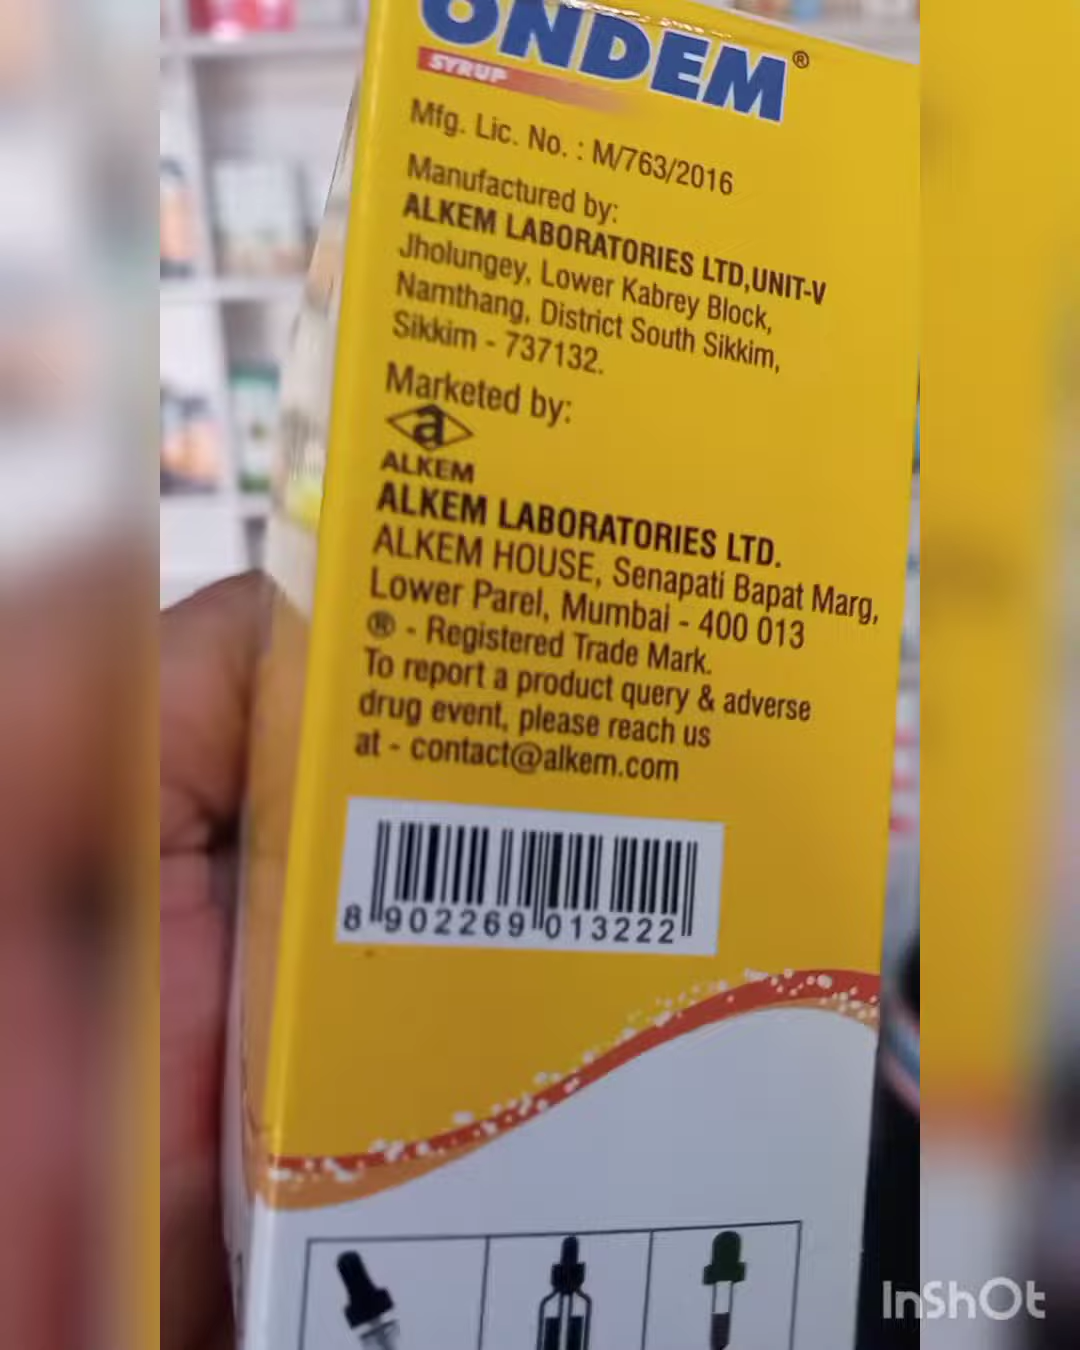 ONDEM®
SYRUP
Mfg. Lic. No. : M/763/2016
Manufactured by:
ALKEM LABORATORIES LTD,UNIT-V
Jholungey, Lower Kabrey Block,
Namthang, District South Sikkim,
Sikkim - 737132.
Marketed by:
a
ALKEM
ALKEM LABORATORIES LTD.
ALKEM HOUSE, Senapati Bapat Marg,
Lower Parel, Mumbai - 400 013
® - Registered Trade Mark.
To report a product query & adverse
drug event, please reach us
at - contact@alkem.com
8 902269 013222
InShOt